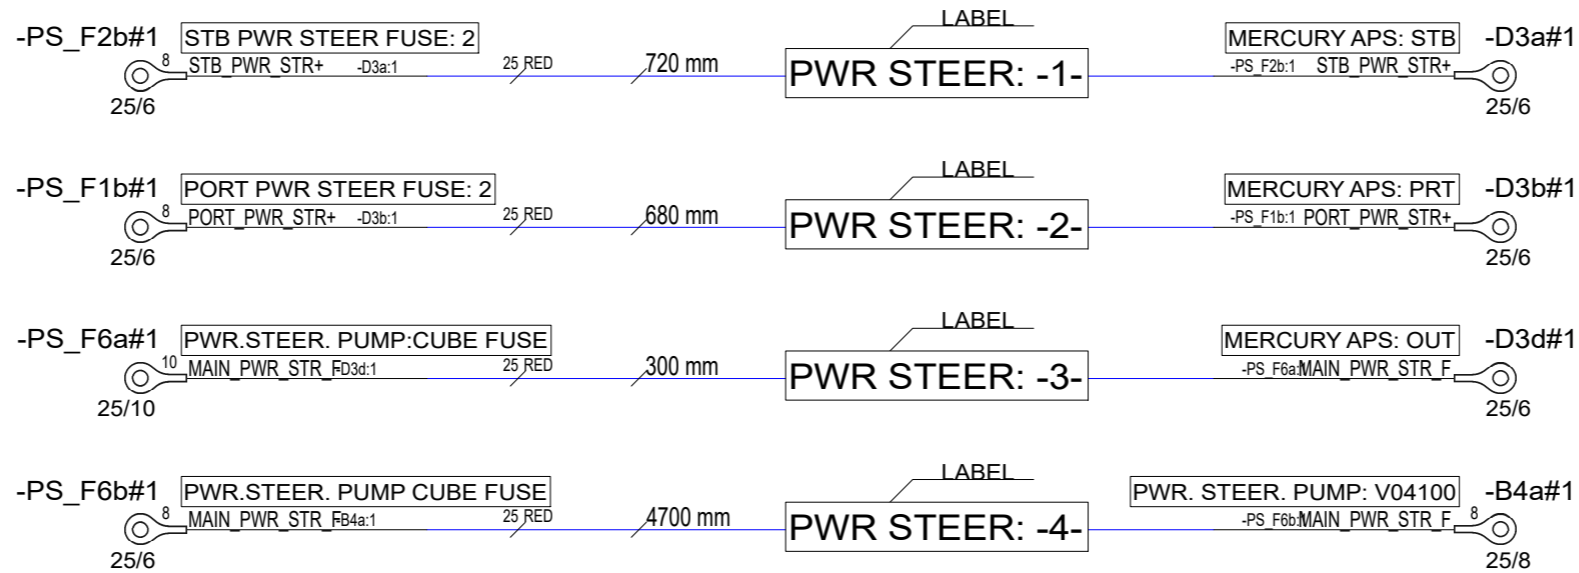 LABEL
-PS_F2b#1 STB PWR STEER FUSE: 2 MERCURY APS: STB -D3a#1
8 STB_PWR_STR+ -D3a:1 25 RED 720 mm PWR STEER: -1- -PS_F2b:1 STB_PWR_STR+
25/6 25/6
LABEL
-PS_F1b#1 PORT PWR STEER FUSE: 2 MERCURY APS: PRT -D3b#1
8 PORT_PWR_STR+ -D3b:1 25 RED 680 mm PWR STEER: -2- -PS_F1b:1 PORT_PWR_STR+
25/6 25/6
LABEL
-PS_F6a#1 PWR.STEER. PUMP:CUBE FUSE MERCURY APS: OUT -D3d#1
10 MAIN_PWR_STR_F -D3d:1 25 RED 300 mm PWR STEER: -3- -PS_F6a:1 MAIN_PWR_STR_F
25/10 25/6
LABEL
-PS_F6b#1 PWR.STEER. PUMP CUBE FUSE PWR. STEER. PUMP: V04100 -B4a#1
8 MAIN_PWR_STR_F -B4a:1 25 RED 4700 mm PWR STEER: -4- -PS_F6b:1 MAIN_PWR_STR_F 8
25/6 25/8